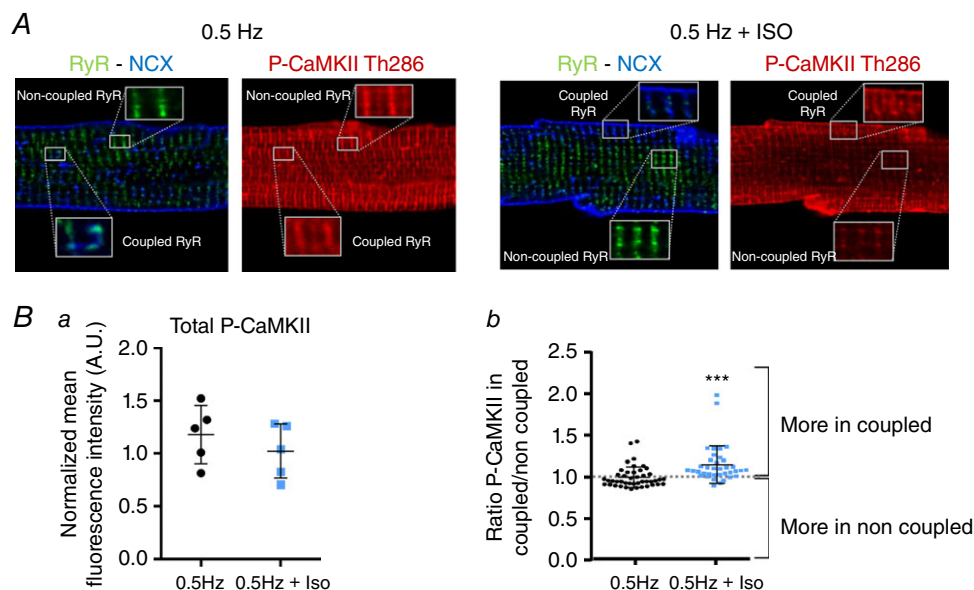 A
0.5 Hz
0.5 Hz + ISO
RyR - NCX
P-CaMKII Th286
RyR - NCX
P-CaMKII Th286
Non-coupled RyR
Non-coupled RyR
Coupled
RyR
Coupled
RyR
Coupled RyR
Coupled RyR
Non-coupled RyR
Non-coupled RyR
B
a
Total P-CaMKII
Normalized mean
fluorescence intensity (A.U.)
2.0
1.5
1.0
0.5
0.0
0.5Hz
0.5Hz + Iso
b
Ratio P-CaMKII in
coupled/non coupled
2.5
2.0
1.5
1.0
0.5
0.0
***
0.5Hz
0.5Hz + Iso
More in coupled
More in non coupled